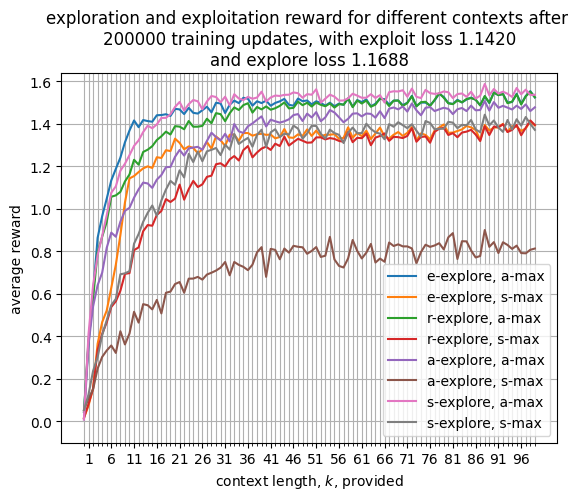 exploration and exploitation reward for different contexts after
200000 training updates, with exploit loss 1.1420
and explore loss 1.1688
average reward
1.6
1.4
1.2
1.0
0.8
0.6
0.4
0.2
0.0
e-explore, a-max
e-explore, s-max
r-explore, a-max
r-explore, s-max
a-explore, a-max
a-explore, s-max
s-explore, a-max
s-explore, s-max
1 6 11 16 21 26 31 36 41 46 51 56 61 66 71 76 81 86 91 96
context length, k, provided